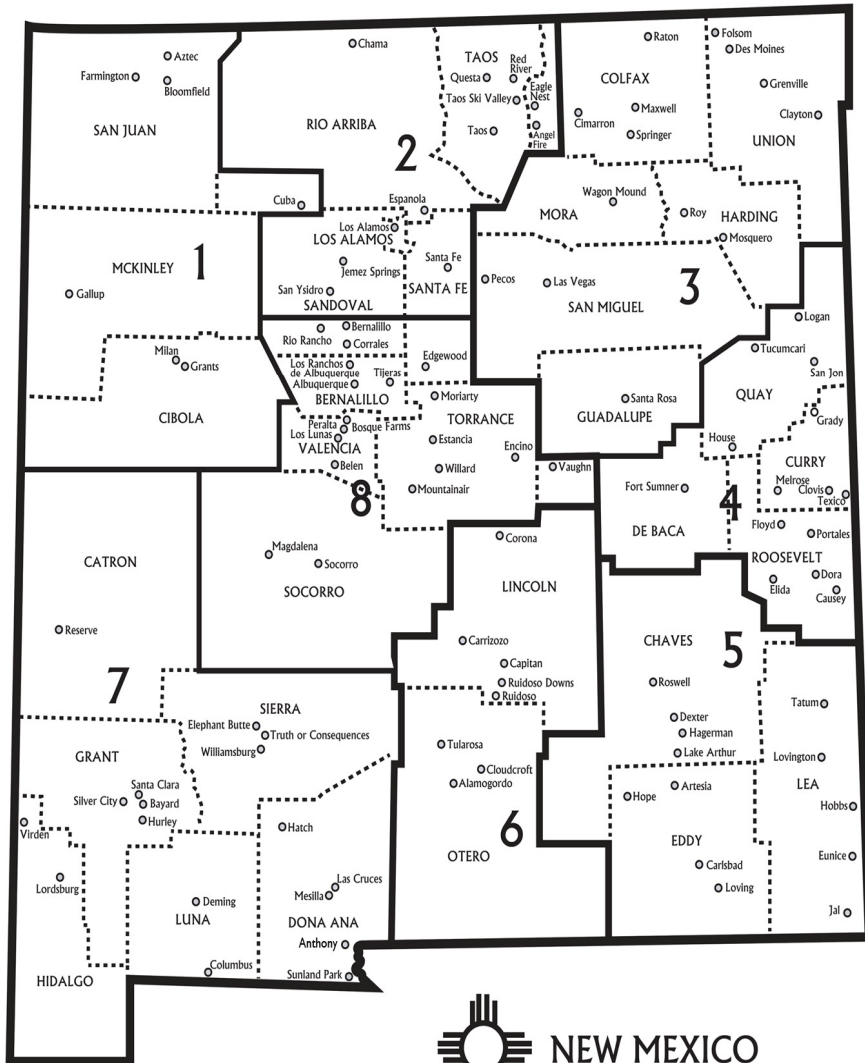 Chama
Raton
Folsom
Des Moines
Aztec
Farmington
Bloomfield
TAOS
Red
River
Questa
Eagle
Nest
Taos Ski Valley
COLFAX
Grenville
Maxwell
Cimarron
Clayton
SAN JUAN
RIO ARRIBA
Taos
Angel
Fire
Springer
UNION
2
Cuba
Espanola
MORA
Wagon Mound
Roy
HARDING
Mosquero
Los Alamos
LOS ALAMOS
MCKINLEY
1
Jemez Springs
Santa Fe
Pecos
Las Vegas
3
Gallup
San Ysidro
SANDOVAL
SANTA FE
SAN MIGUEL
Logan
Bernalillo
Rio Rancho
Corrales
Milan
Grants
Los Ranchos
de Albuquerque
Albuquerque
Tijeras
Edgewood
Tucumcari
San Jon
BERNALILLO
Moriarty
Santa Rosa
QUAY
CIBOLA
TORRANCE
GUADALUPE
Grady
Peralta
Bosque Farms
Los Lunas
VALENCIA
Estancia
Encino
House
Belen
Willard
Vaughn
CURRY
8
Mountainair
Fort Sumner
4
Melrose
Clovis
Texico
Corona
DE BACA
Floyd
Portales
CATRON
Magdalena
Socorro
ROOSEVELT
SOCORRO
LINCOLN
Elida
Dora
Causey
Reserve
Carrizozo
CHAVES
5
Capitan
7
Ruidoso Downs
Ruidoso
Roswell
SIERRA
Tatum
Elephant Butte
Truth or Consequences
Williamsburg
Dexter
Hagerman
Tularosa
Lake Arthur
GRANT
Lovington
Cloudcroft
Alamogordo
Santa Clara
Silver City
Bayard
Hurley
Hope
Artesia
LEA
Hobbs
Virden
Hatch
6
EDDY
OTERO
Eunice
Lordsburg
Las Cruces
Mesilla
Carlsbad
Loving
Deming
LUNA
DONA ANA
Jal
Anthony
HIDALGO
Columbus
Sunland Park
NEW MEXICO